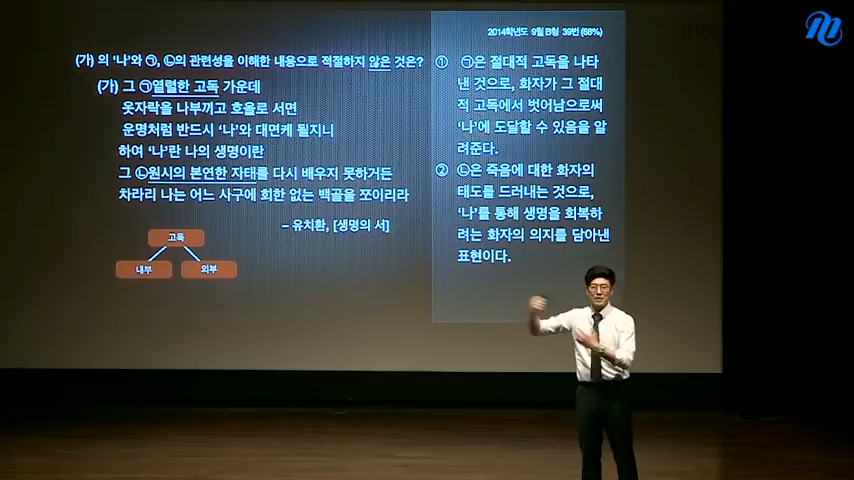 2014학년도 9월 B형 39번 (68%)
(가) 의 '나'와 ㉠, ㉡의 관련성을 이해한 내용으로 적절하지 않은 것은?
(가) 그 ㉠열렬한 고독 가운데
옷자락을 나부끼고 호올로 서면
운명처럼 반드시 '나'와 대면케 될지니
하여 '나'란 나의 생명이란
그 ㉡원시의 본연한 자태를 다시 배우지 못하거든
차라리 나는 어느 사구에 회한 없는 백골을 쪼이리라
– 유치환, [생명의 서]
고독
내부 외부
① ㉠은 절대적 고독을 나타
낸 것으로, 화자가 그 절대
적 고독에서 벗어남으로써
'나'에 도달할 수 있음을 알
려준다.
② ㉡은 죽음에 대한 화자의
태도를 드러내는 것으로,
'나'를 통해 생명을 회복하
려는 화자의 의지를 담아낸
표현이다.